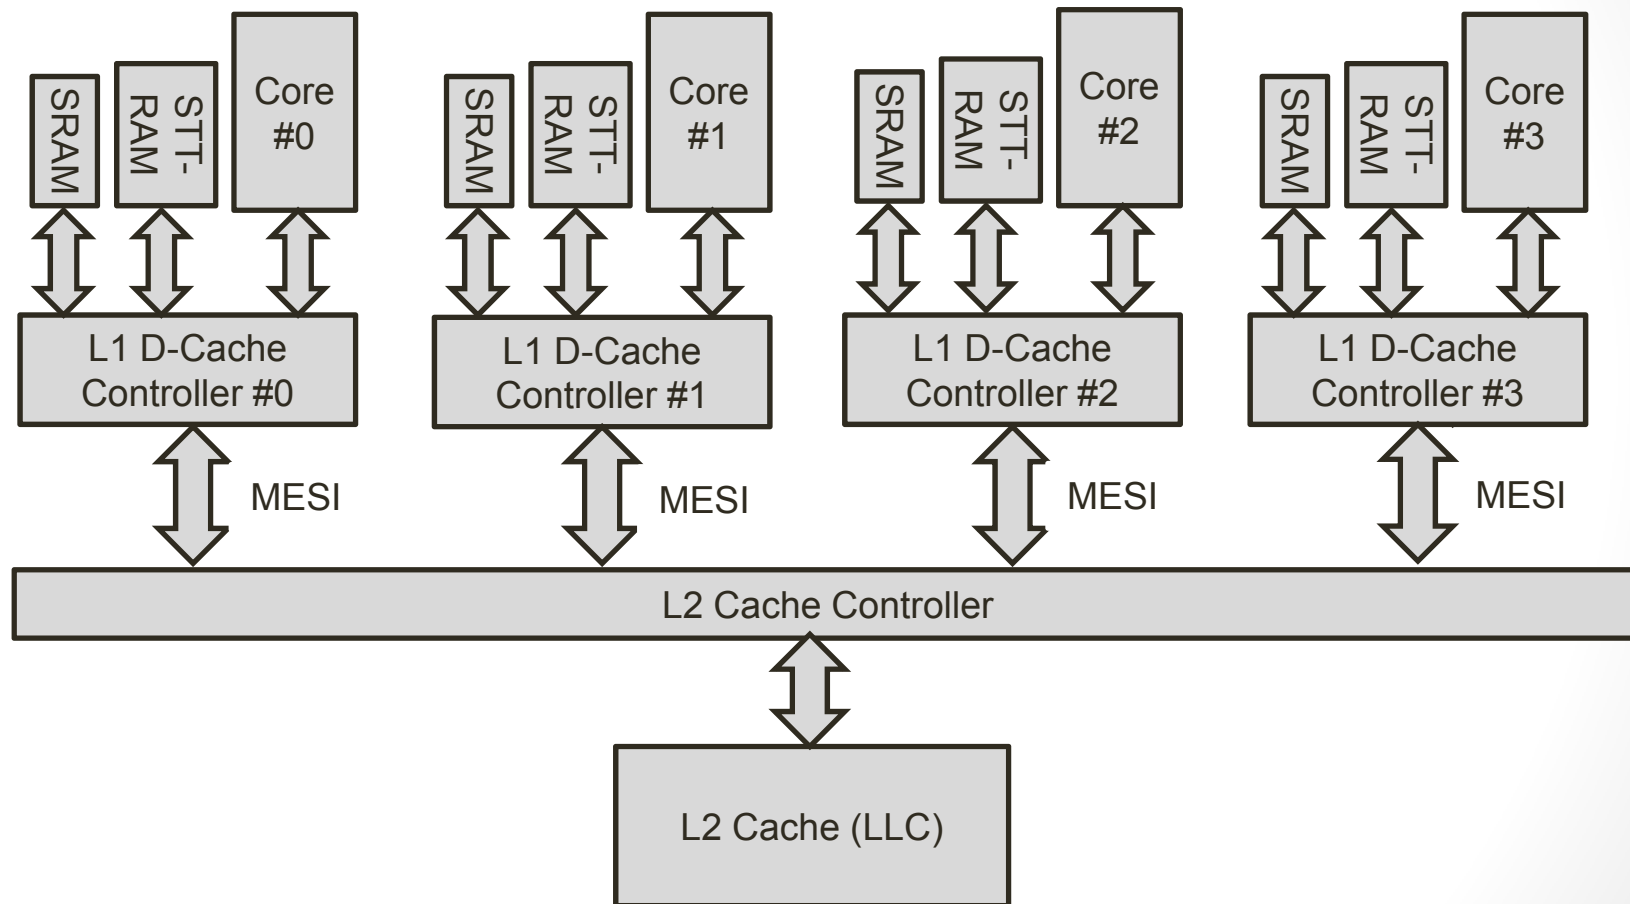 SRAM
STT-
RAM
Core
#0
SRAM
STT-
RAM
Core
#1
SRAM
STT-
RAM
Core
#2
SRAM
STT-
RAM
Core
#3
L1 D-Cache
Controller #0
L1 D-Cache
Controller #1
L1 D-Cache
Controller #2
L1 D-Cache
Controller #3
MESI
MESI
MESI
MESI
L2 Cache Controller
L2 Cache (LLC)